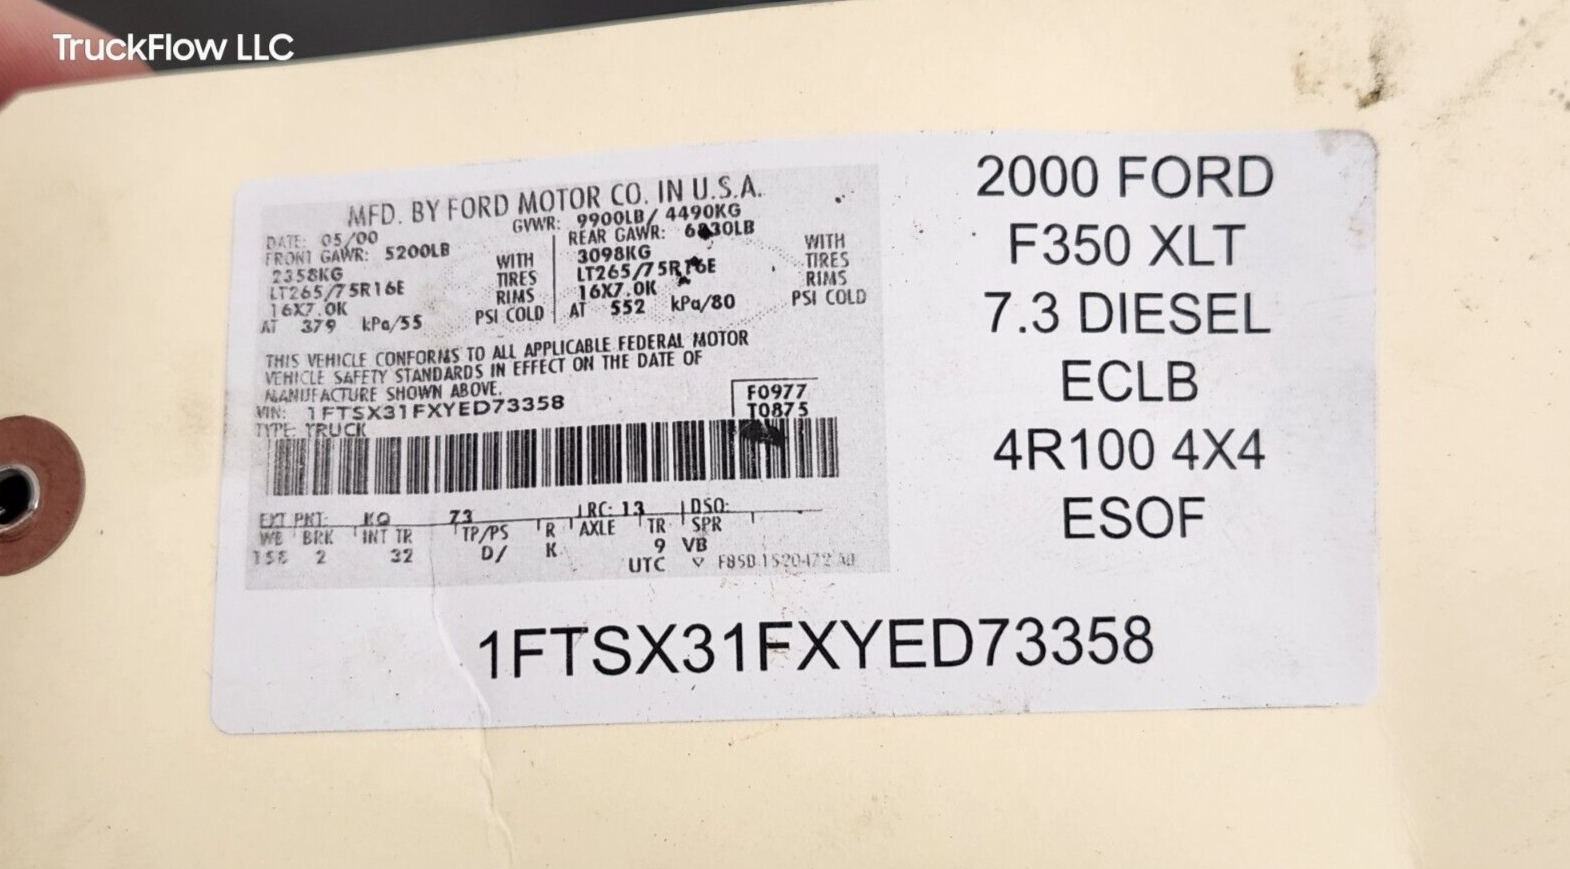 TruckFlow LLC
MFD. BY FORD MOTOR CO. IN U.S.A.
DATE: 05/00 GVWR: 9900LB/ 4490KG
FRONT GAWR: 5200LB REAR GAWR: 6830LB
2358KG WITH 3098KG WITH
LT265/75R16E TIRES LT265/75R16E TIRES
16X7.0K RIMS 16X7.0K RIMS
AT 379 kPa/55 PSI COLD AT 552 kPa/80 PSI COLD
THIS VEHICLE CONFORMS TO ALL APPLICABLE FEDERAL MOTOR
VEHICLE SAFETY STANDARDS IN EFFECT ON THE DATE OF
MANUFACTURE SHOWN ABOVE.
VIN: 1FTSX31FXYED73358 F0977
TYPE: TRUCK T0875
EXT PNT: KQ 73 RC: 13 DSO:
WB BRK INT TR TP/PS R AXLE TR SPR
158 2 32 D/ K 9 VB
UTC ▽ F85B 1520472 AA
2000 FORD
F350 XLT
7.3 DIESEL
ECLB
4R100 4X4
ESOF
1FTSX31FXYED73358